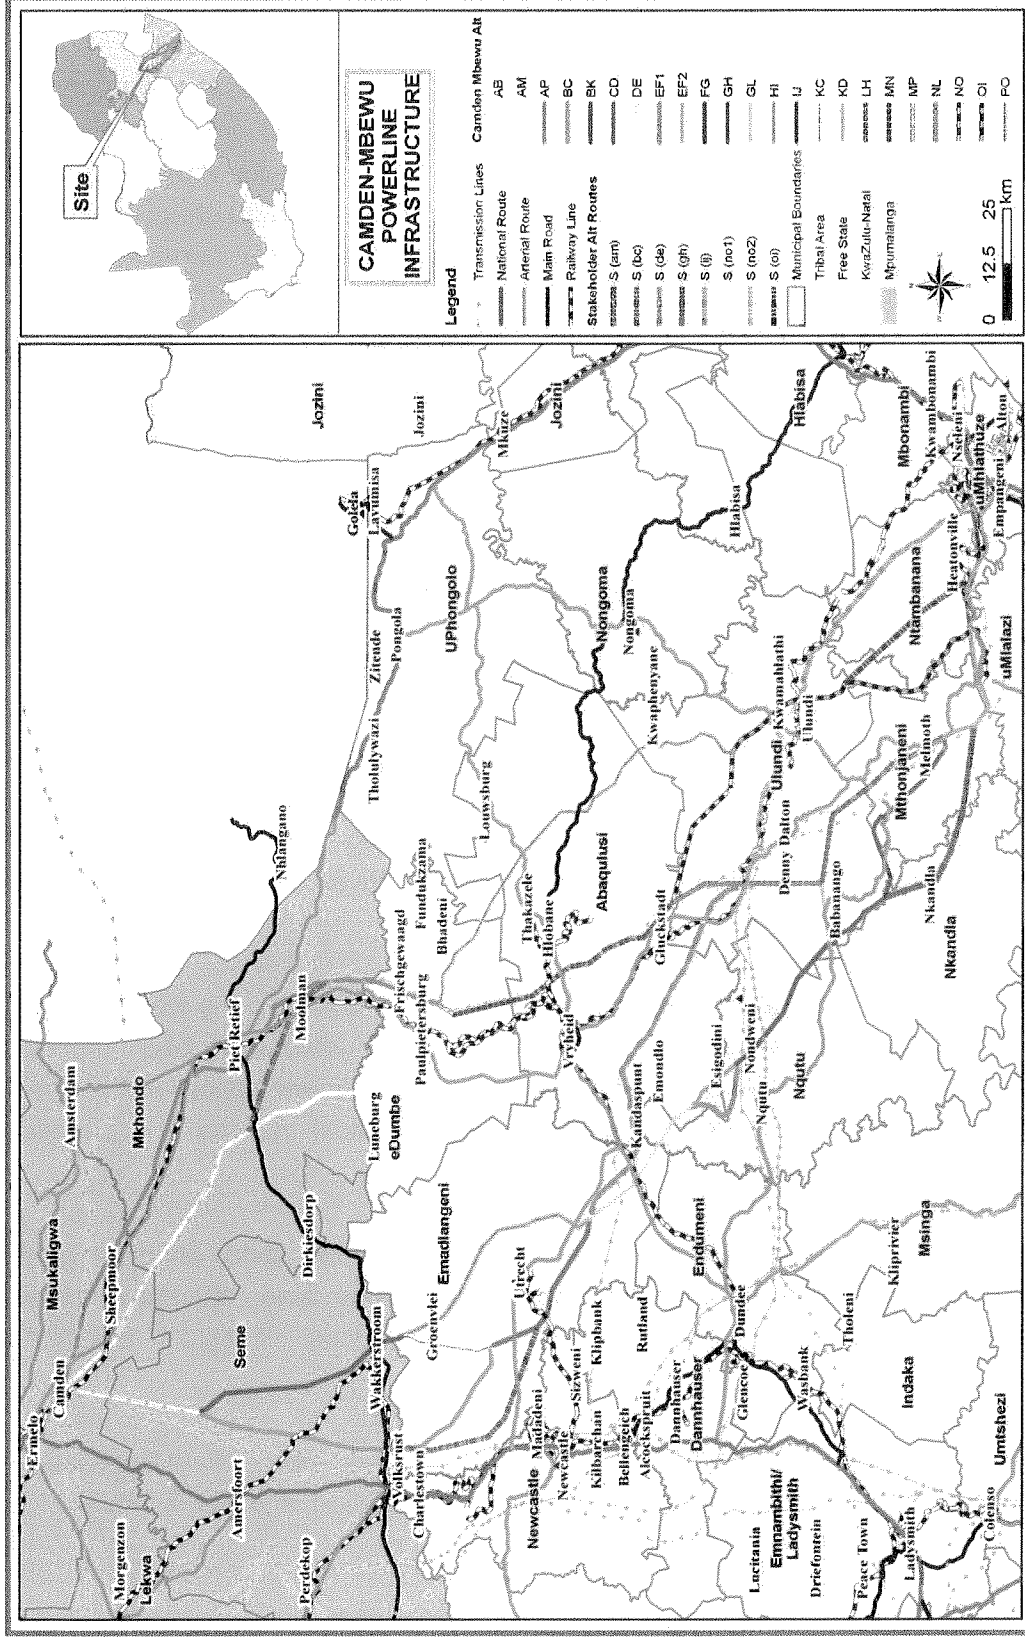 Site
CAMDEN-MBEWU
POWERLINE
INFRASTRUCTURE
Legend
Transmission Lines
National Route
Arterial Route
Main Road
Railway Line
Stakeholder Alt Routes
S (am)
S (bc)
S (de)
S (gh)
S (ij)
S (no1)
S (no2)
S (oi)
Municipal Boundaries
Tribal Area
Free State
KwaZulu-Natal
Mpumalanga
Camden Mbewu Alt
AB
AM
AP
BC
BK
CD
DE
EF1
EF2
FG
GH
GL
HI
IJ
KC
KD
LH
MN
MP
NL
NO
OI
PO
0 12.5 25
km
Ermelo
Camden
Msukaligwa
Amsterdam
Sheepmoor
Mkhondo
Morgenzon
Lekwa
Amersfoort
Seme
Piet Retief
Nhlangano
Dirkiesdorp
Moolman
Perdekop
Wakkerstroom
Volksrust
Charlestown
Luneburg
eDumbe
Frischgewaagd
Paulpietersburg
Fundukzama
Bhadeni
Tholulywazi
Zitende
Pongola
Golela
Lavumisa
Jozini
Jozini
Jozini
Mkuze
UPhongolo
Louwsburg
Groenvlei
Emadlangeni
Utrecht
Newcastle
Madadeni
Newcastle
Sizweni
Klipbank
Kilbarchan
Bellengeich
Alcockspruit
Rutland
Dannhauser
Dannhauser
Thakazele
Hlobane
Vryheid
Abaqulusi
Nongoma
Nongoma
Kwaphenyane
Gluckstadt
Kandaspunt
Emondlo
Endumeni
Esigodini
Nondweni
Nqutu
Nqutu
Hlabisa
Hlabisa
Glencoe
Dundee
Wasbank
Tholeni
Kliprivier
Msinga
Indaka
Umtshezi
Lucitania
Emnambithi/
Ladysmith
Driefontein
Peace Town
Ladysmith
Colenso
Denny Dalton
Ulundi
Kwamahlathi
Ulundi
Babanango
Mthonjaneni
Melmoth
Nkandla
Nkandla
Ntambanana
Heatonville
Mbonambi
Kwambonambi
Nseleni
uMhlathuze
Empangeni
Alton
uMlalazi